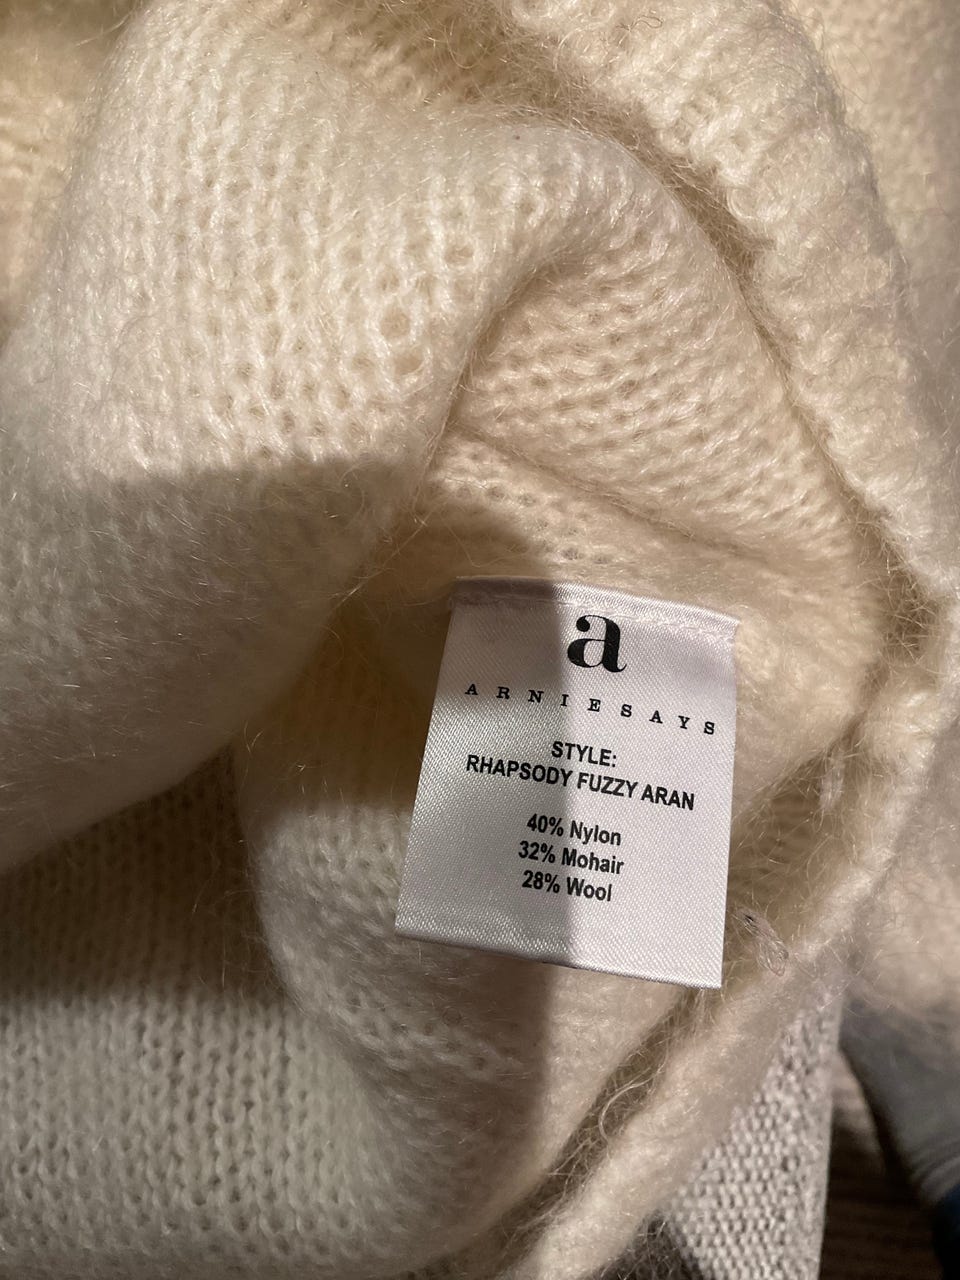 a
ARNIESAYS
STYLE:
RHAPSODY FUZZY ARAN
40% Nylon
32% Mohair
28% Wool